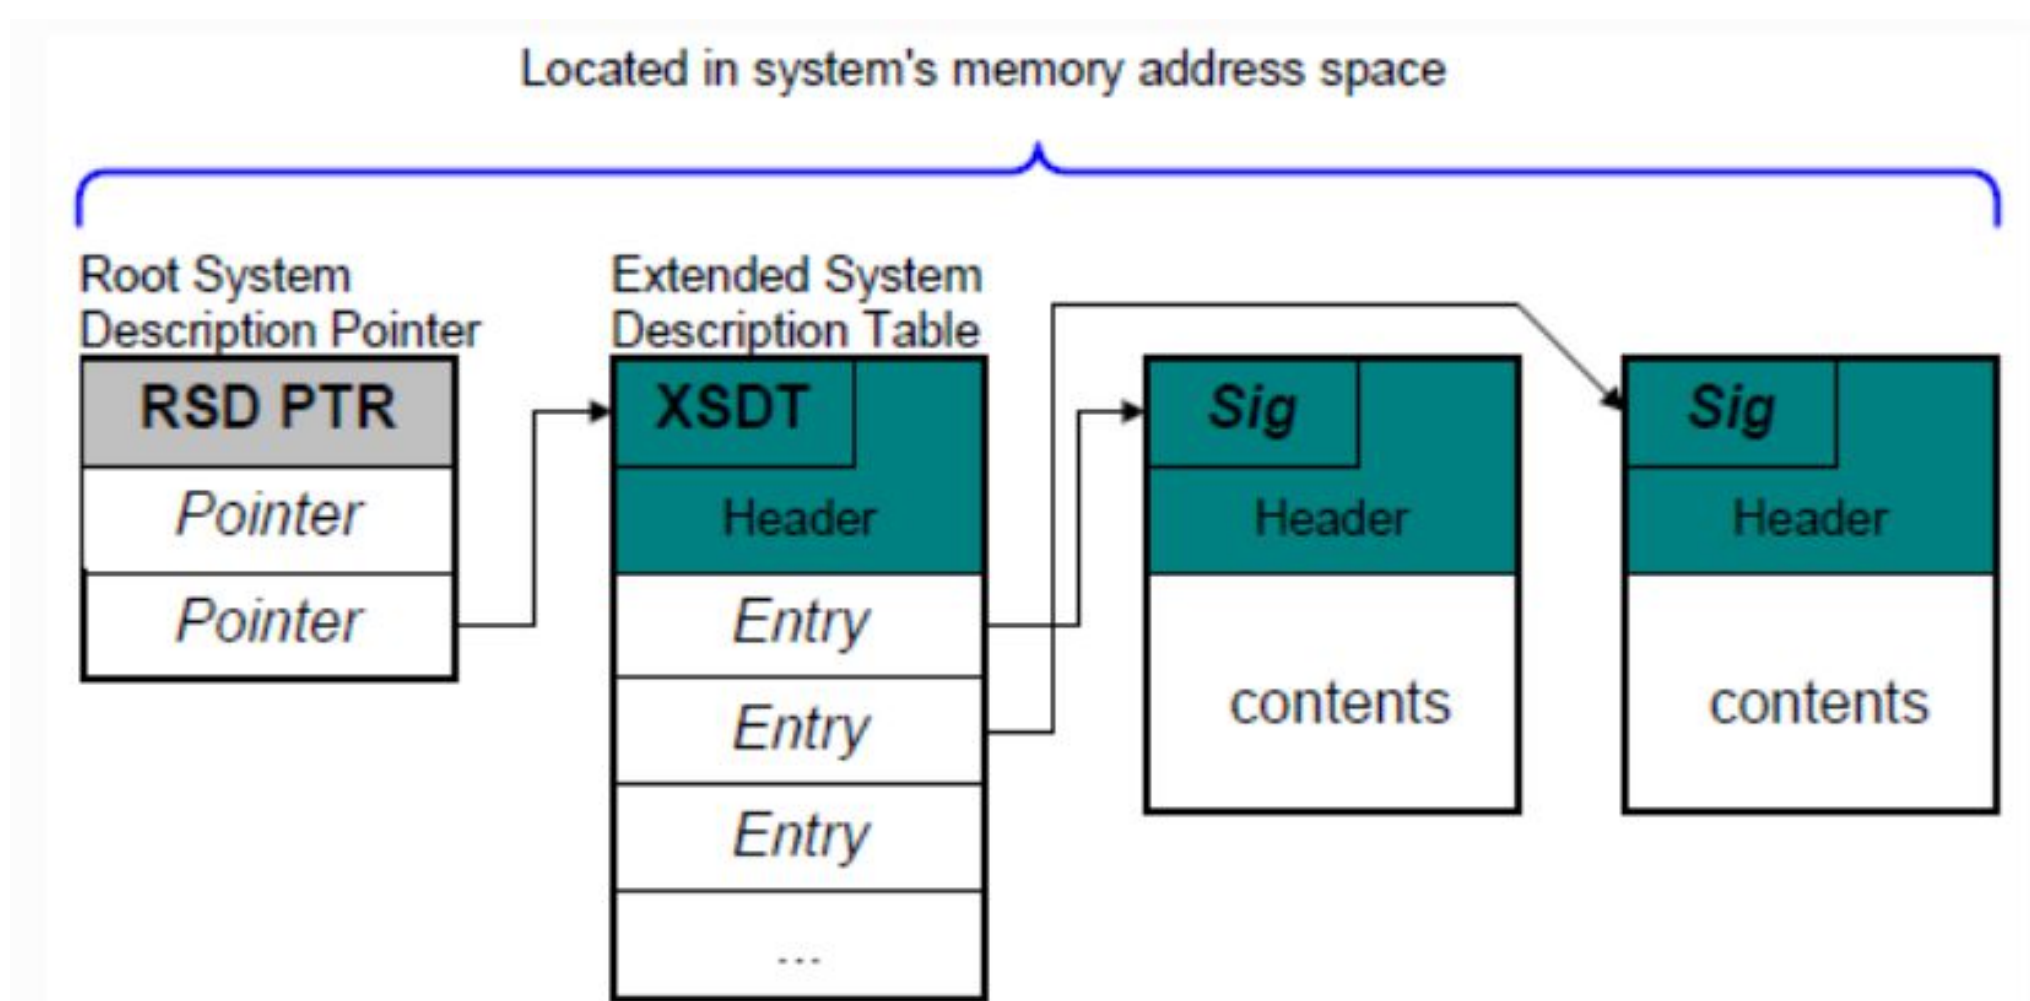 Located in system's memory address space
Root System
Description Pointer
RSD PTR
Pointer
Pointer
Extended System
Description Table
XSDT
Header
Entry
Entry
Entry
...
Sig
Header
contents
Sig
Header
contents